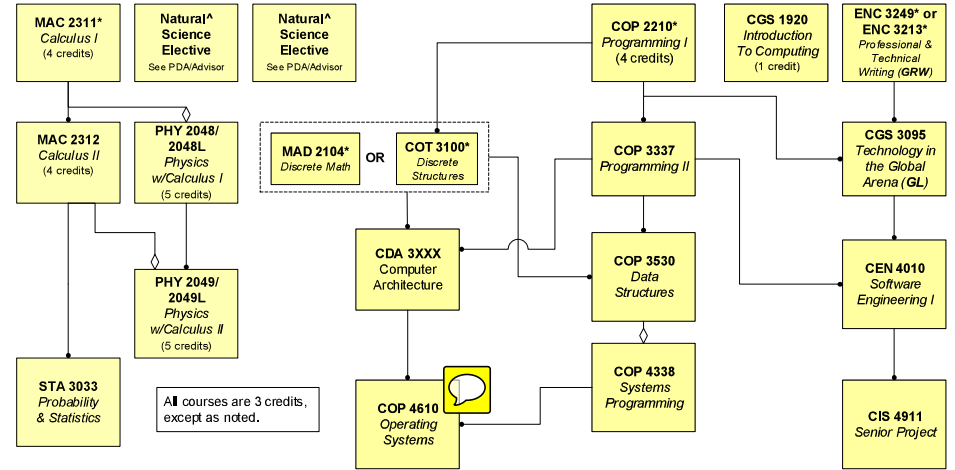 MAC 2311*
Calculus I
(4 credits)
Natural^
Science
Elective
See PDA/Advisor
Natural^
Science
Elective
See PDA/Advisor
COP 2210*
Programming I
(4 credits)
CGS 1920
Introduction
To Computing
(1 credit)
ENC 3249* or
ENC 3213*
Professional &
Technical
Writing (GRW)
MAC 2312
Calculus II
(4 credits)
PHY 2048/
2048L
Physics
w/Calculus I
(5 credits)
MAD 2104*
Discrete Math
OR
COT 3100*
Discrete
Structures
COP 3337
Programming II
CGS 3095
Technology in
the Global
Arena (GL)
CDA 3XXX
Computer
Architecture
COP 3530
Data
Structures
CEN 4010
Software
Engineering I
PHY 2049/
2049L
Physics
w/Calculus II
(5 credits)
STA 3033
Probability
& Statistics
All courses are 3 credits,
except as noted.
COP 4610
Operating
Systems
COP 4338
Systems
Programming
CIS 4911
Senior Project